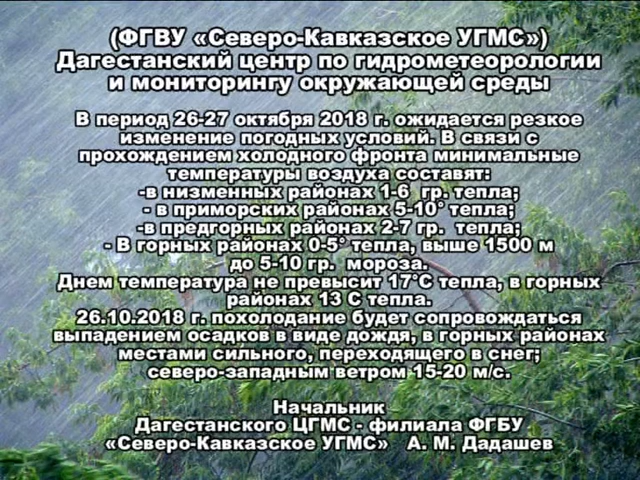 (ФГВУ «Северо-Кавказское УГМС»)
Дагестанский центр по гидрометеорологии
и мониторингу окружающей среды
В период 26-27 октября 2018 г. ожидается резкое
изменение погодных условий. В связи с
прохождением холодного фронта минимальные
температуры воздуха составят:
-в низменных районах 1-6 гр. тепла;
- в приморских районах 5-10° тепла;
-в предгорных районах 2-7 гр. тепла;
- В горных районах 0-5° тепла, выше 1500 м
до 5-10 гр. мороза.
Днем температура не превысит 17°С тепла, в горных
районах 13 С тепла.
26.10.2018 г. похолодание будет сопровождаться
выпадением осадков в виде дождя, в горных районах
местами сильного, переходящего в снег;
северо-западным ветром 15-20 м/с.
Начальник
Дагестанского ЦГМС - филиала ФГБУ
«Северо-Кавказское УГМС» А. М. Дадашев